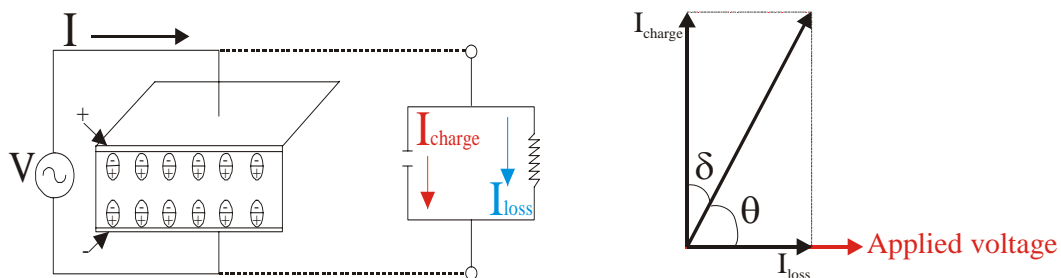 I
V
+
-
- - - - - -
+ + + + + +
- - - - - -
+ + + + + +
Icharge
Iloss
Icharge
δ
θ
Applied voltage
Iloss